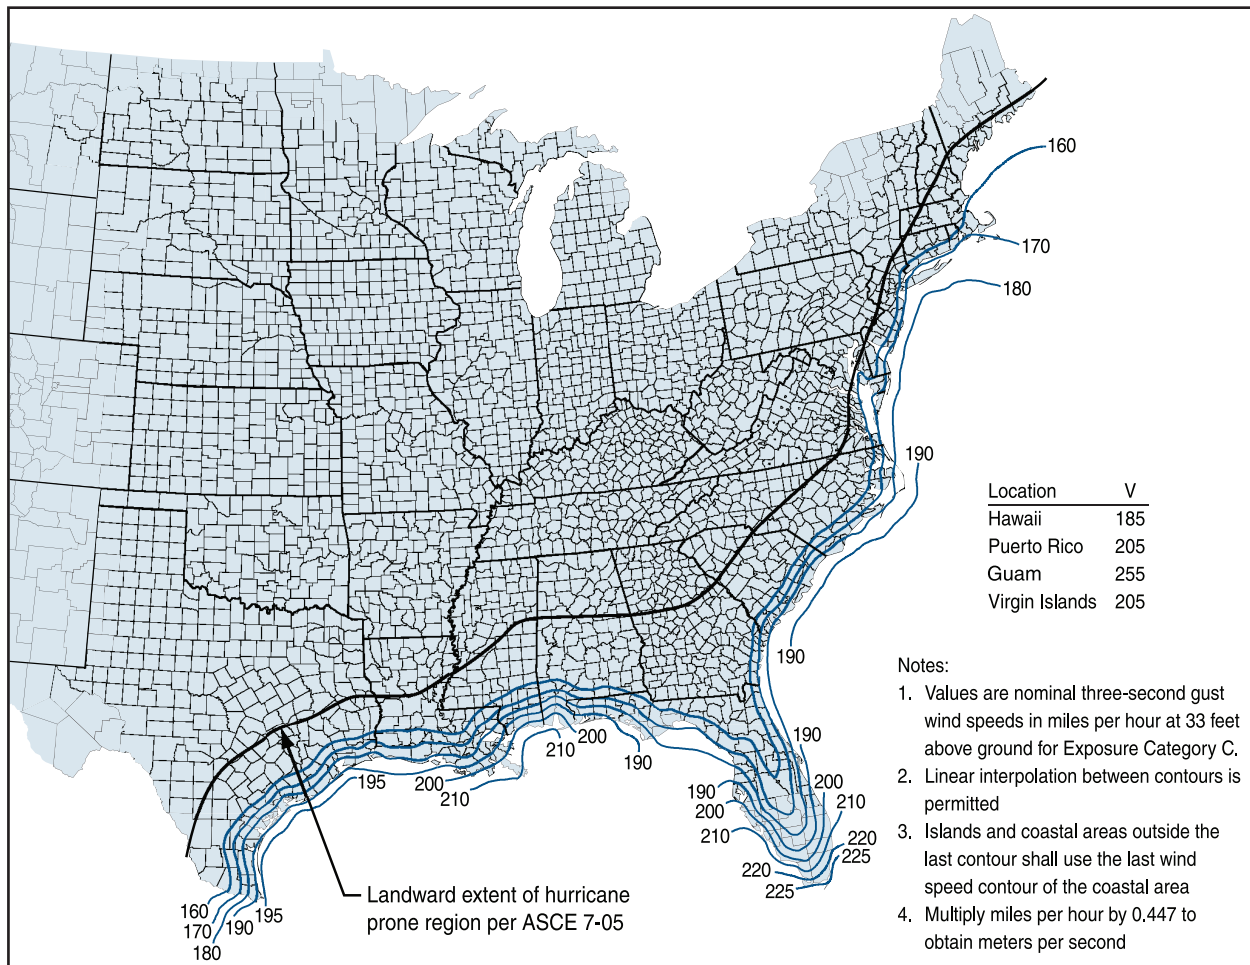 160
170
180
190
Location V
Hawaii 185
Puerto Rico 205
Guam 255
Virgin Islands 205
190
Notes:
1. Values are nominal three-second gust
wind speeds in miles per hour at 33 feet
above ground for Exposure Category C.
2. Linear interpolation between contours is
permitted
3. Islands and coastal areas outside the
last contour shall use the last wind
speed contour of the coastal area
4. Multiply miles per hour by 0.447 to
obtain meters per second
190
200
210
220
225
190
200
210
220
225
200
210
190
195
200
210
Landward extent of hurricane
prone region per ASCE 7-05
160
170
180
190
195